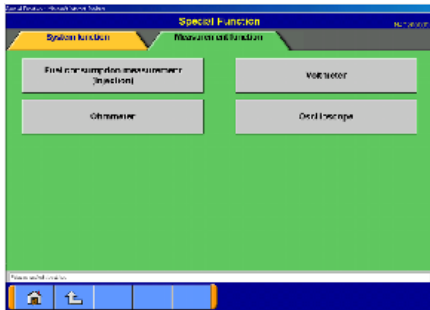 Special Function
System function
Measurement function
Fuel consumption measurement
(Injection)
Voltmeter
Ohmmeter
Oscilloscope